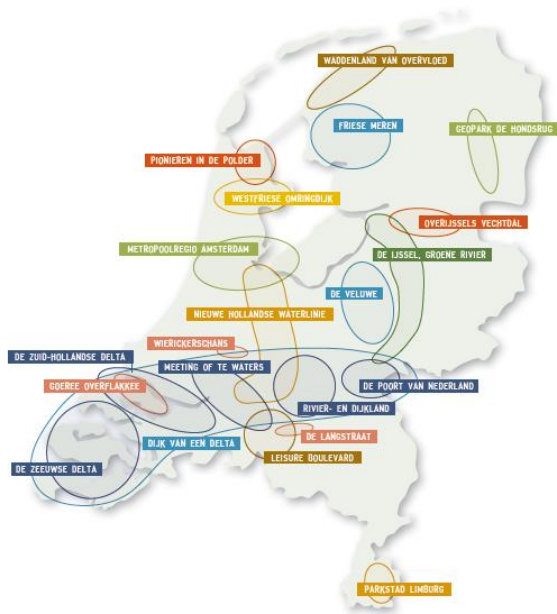 WADDENLAND VAN OVERVLOED
FRIESE MEREN
GEOPARK DE HONDSRUG
PIONIEREN IN DE POLDER
WESTFRIESE OMRINGDIJK
OVERIJSSELS VECHTDAL
METROPOOLREGIO AMSTERDAM
DE IJSSEL, GROENE RIVIER
DE VELUWE
NIEUWE HOLLANDSE WATERLINIE
WIERICKERSCHANS
DE ZUID-HOLLANDSE DELTA
MEETING OF TE WATERS
GOEREE OVERFLAKKEE
DE POORT VAN NEDERLAND
RIVIER- EN DIJKLAND
DE LANGSTRAAT
DIJK VAN EEN DELTA
LEISURE BOULEVARD
DE ZEEUWSE DELTA
PARKSTAD LIMBURG